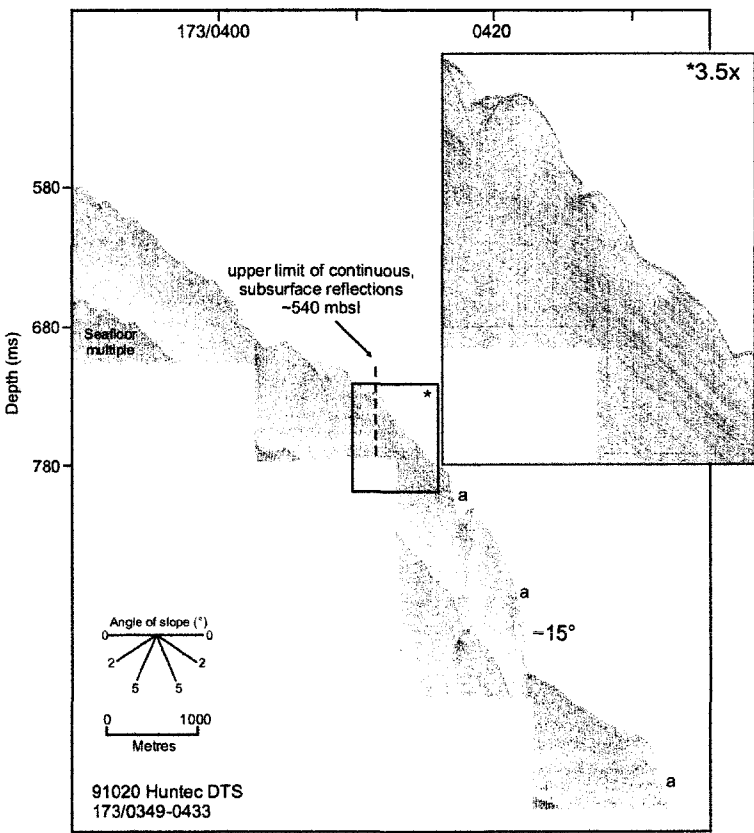 173/0400
0420
*3.5x
580
upper limit of continuous,
subsurface reflections
~540 mbsl
680
Seafloor
multiple
Depth (ms)
*
780
a
a
~15°
Angle of slope (°)
0 0
2 2
5 5
0 1000
Metres
a
91020 Huntec DTS
173/0349-0433